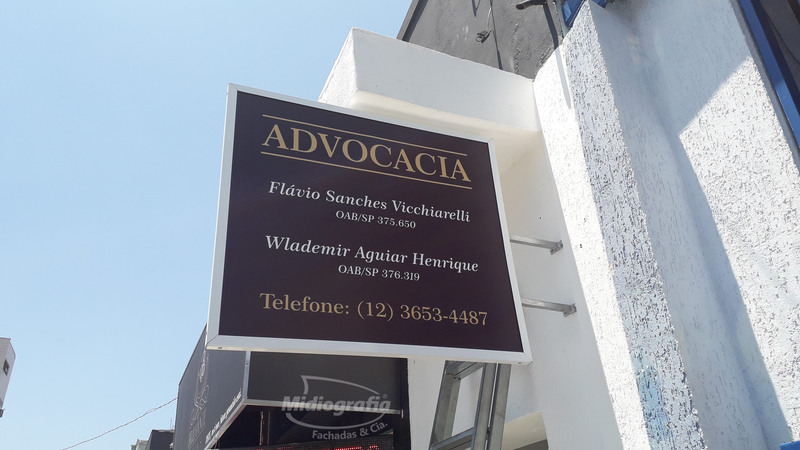 ADVOCACIA
Flávio Sanches Vicchiarelli
OAB/SP 375.650
Wlademir Aguiar Henrique
OAB/SP 376.319
Telefone: (12) 3653-4487
Midiografia
Fachadas & Cia.